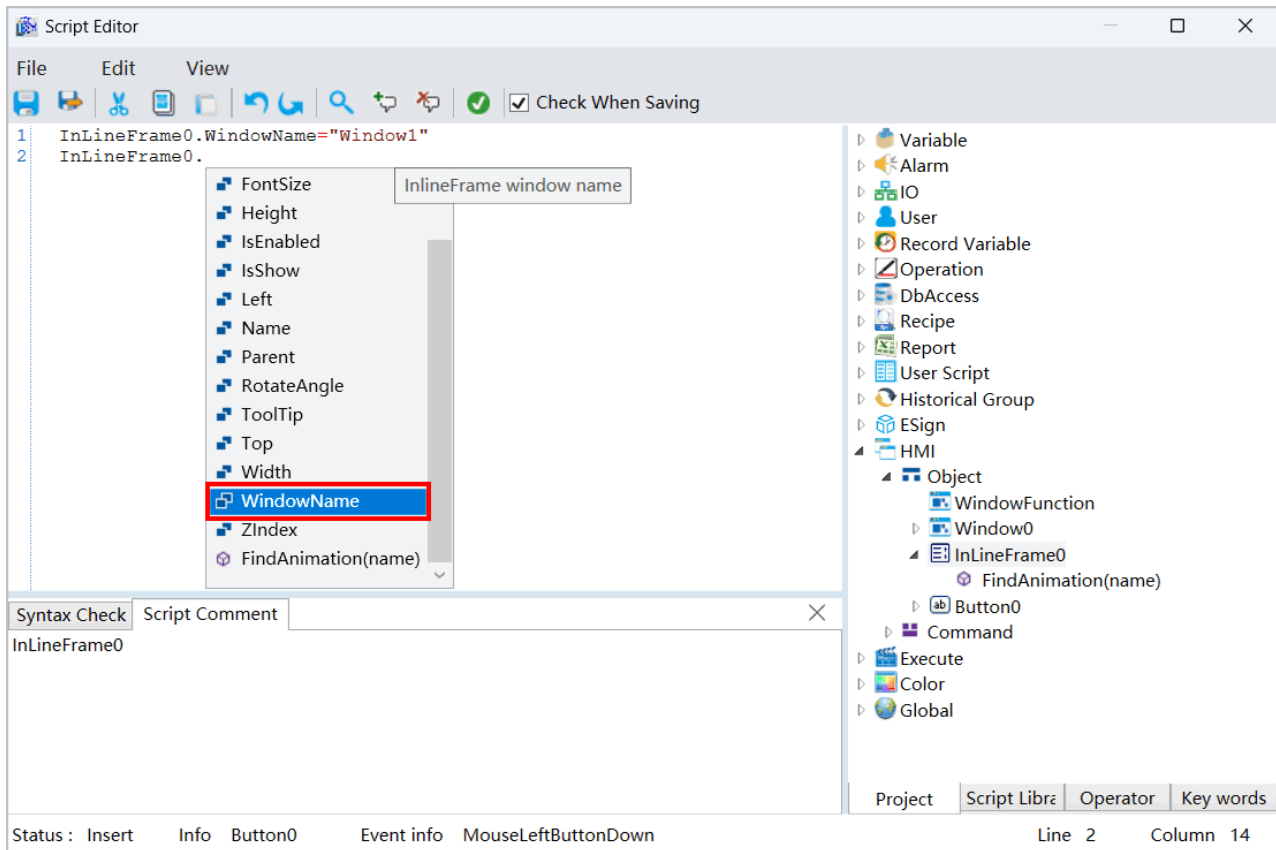 Script Editor
File Edit View
Check When Saving
1 InLineFrame0.WindowName="Window1"
2 InLineFrame0.
FontSize
Height
IsEnabled
IsShow
Left
Name
Parent
RotateAngle
ToolTip
Top
Width
WindowName
ZIndex
FindAnimation(name)
InlineFrame window name
Variable
Alarm
IO
User
Record Variable
Operation
DbAccess
Recipe
Report
User Script
Historical Group
ESign
HMI
Object
WindowFunction
Window0
InLineFrame0
FindAnimation(name)
ab Button0
Command
Execute
Color
Global
Project Script Libra Operator Key words
Syntax Check Script Comment
InLineFrame0
Status : Insert Info Button0 Event info MouseLeftButtonDown Line 2 Column 14